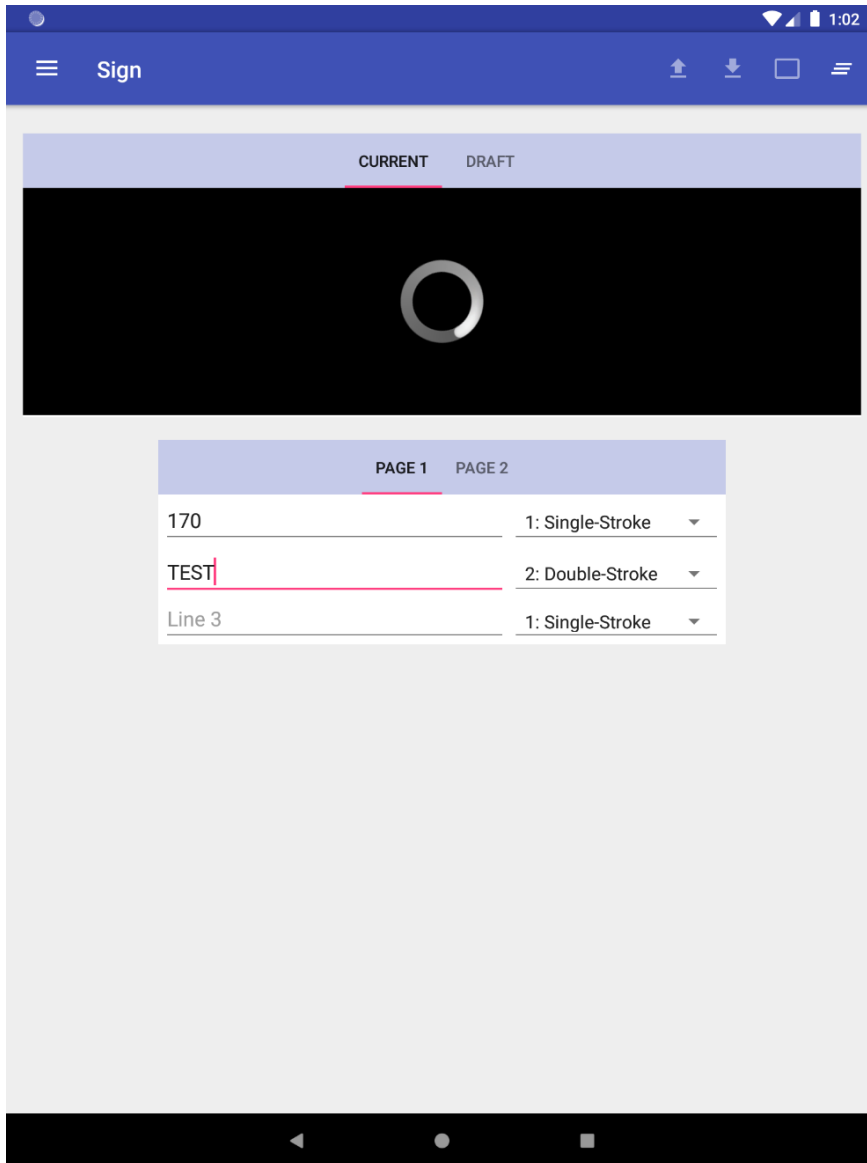 1:02
Sign
CURRENT DRAFT
PAGE 1 PAGE 2
170 1: Single-Stroke
TEST 2: Double-Stroke
Line 3 1: Single-Stroke